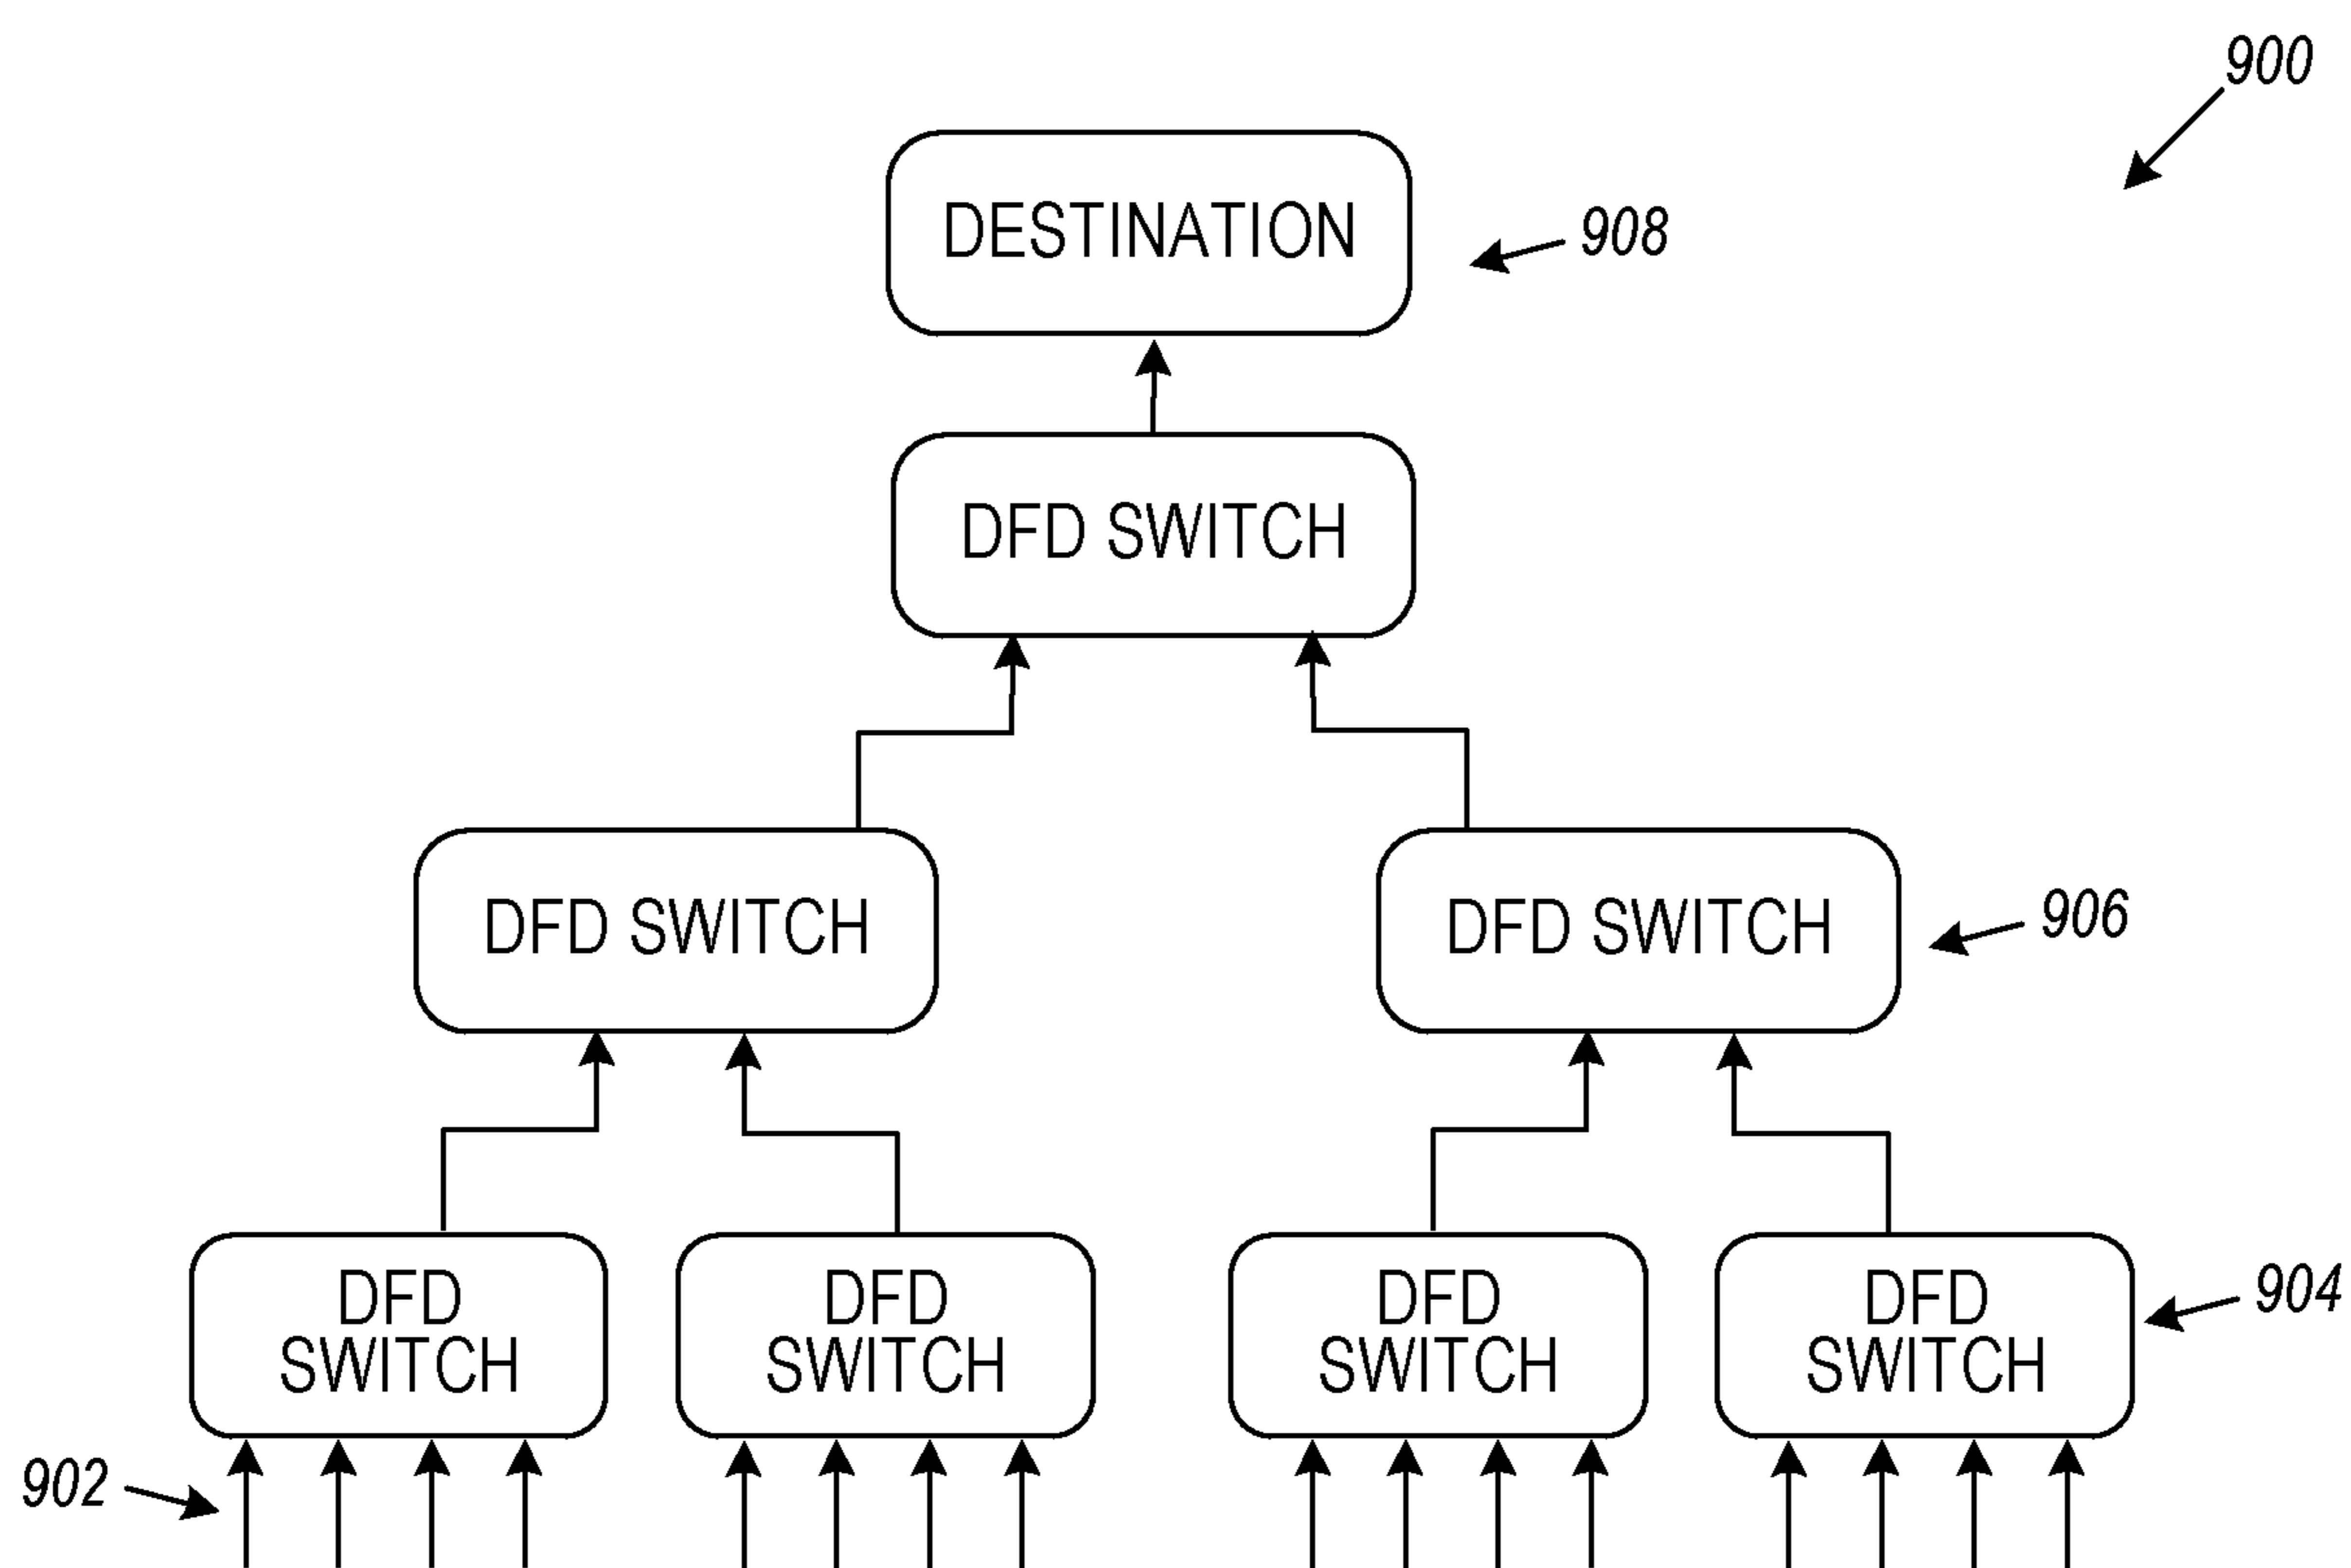 900
DESTINATION
908
DFD SWITCH
DFD SWITCH
DFD SWITCH
906
DFD
SWITCH
DFD
SWITCH
DFD
SWITCH
DFD
SWITCH
904
902